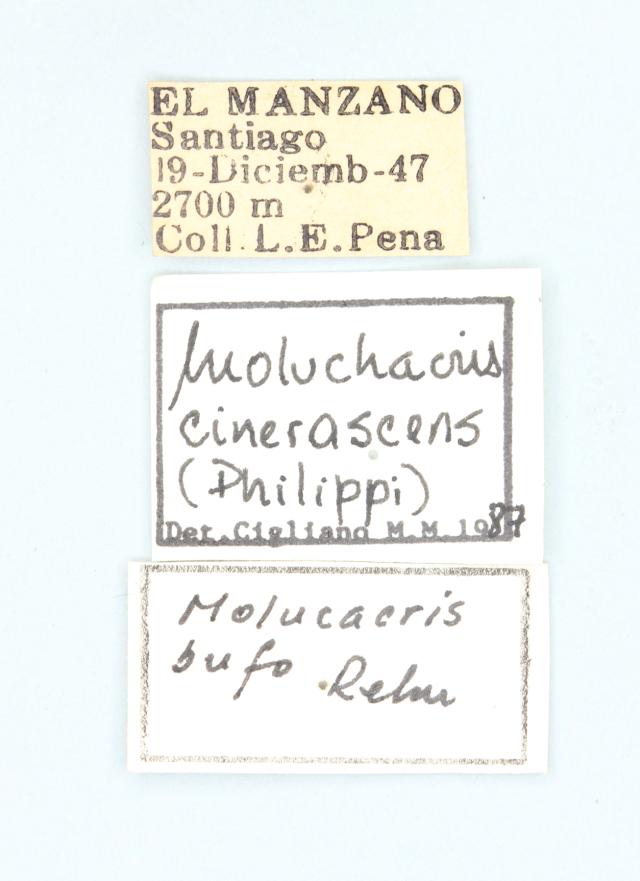 EL MANZANO
Santiago
19-Diciemb-47
2700 m
Coll. L.E.Pena
Moluchacris
cinerascens
(Philippi)
Det.Cigliano M.M.1987
Molucacris
bufo Rehn